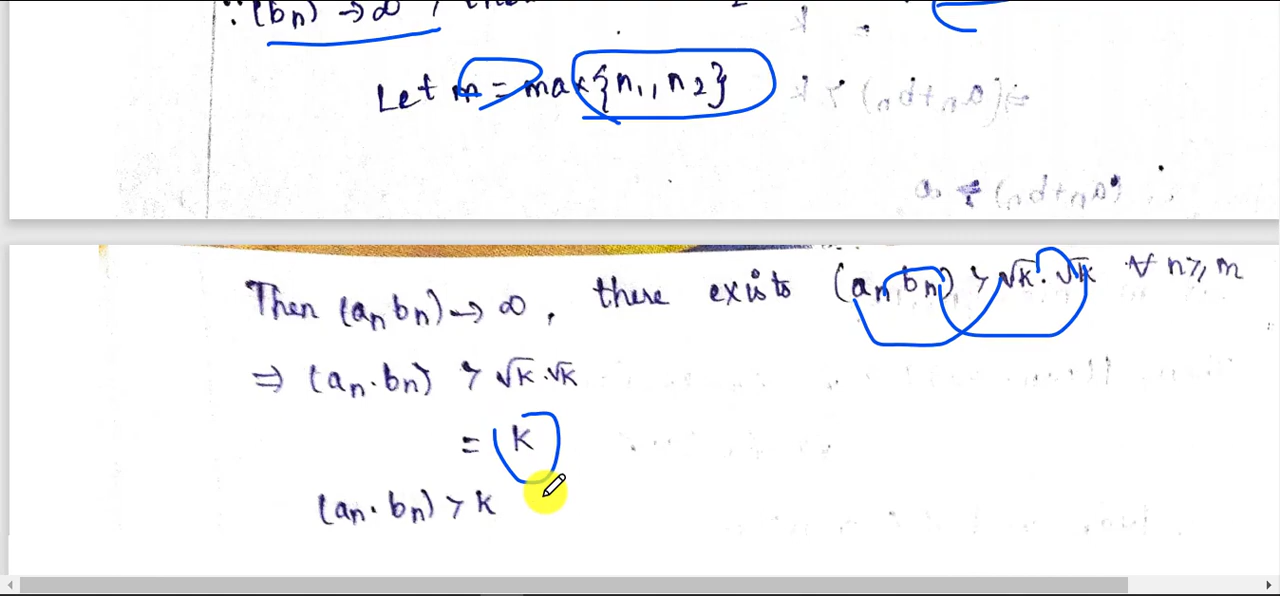 ∵ (bn) → ∞,
Let m = max{n₁, n₂}
Then (an bn) → ∞, there exists (an bn) > √k . √k ∀ n ≥ m
⇒ (an . bn) > √k . √k
= k
(an . bn) > k